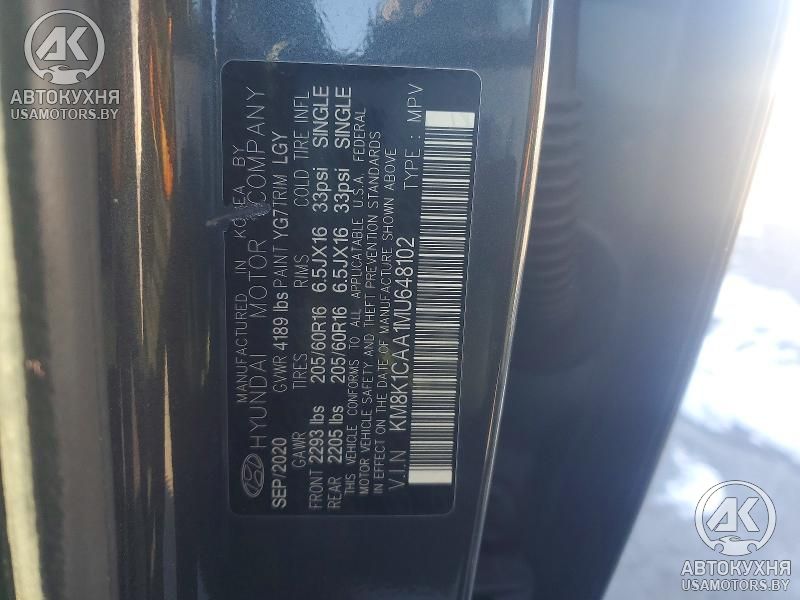 AK
АВТОКУХНЯ
USAMOTORS.BY
MANUFACTURED IN KOREA BY
HYUNDAI MOTOR COMPANY
SEP/2020 GVWR 4189 lbs PAINT YG7 TRIM LGY
GAWR TIRES RIMS COLD TIRE INFL
FRONT 2293 lbs 205/60R16 6.5JX16 33psi SINGLE
REAR 2205 lbs 205/60R16 6.5JX16 33psi SINGLE
THIS VEHICLE CONFORMS TO ALL APPLICABLE U.S.A. FEDERAL
MOTOR VEHICLE SAFETY AND THEFT PREVENTION STANDARDS
IN EFFECT ON THE DATE OF MANUFACTURE SHOWN ABOVE
V.I.N KM8K1CAA1MU648102
TYPE : MPV
AK
АВТОКУХНЯ
USAMOTORS.BY